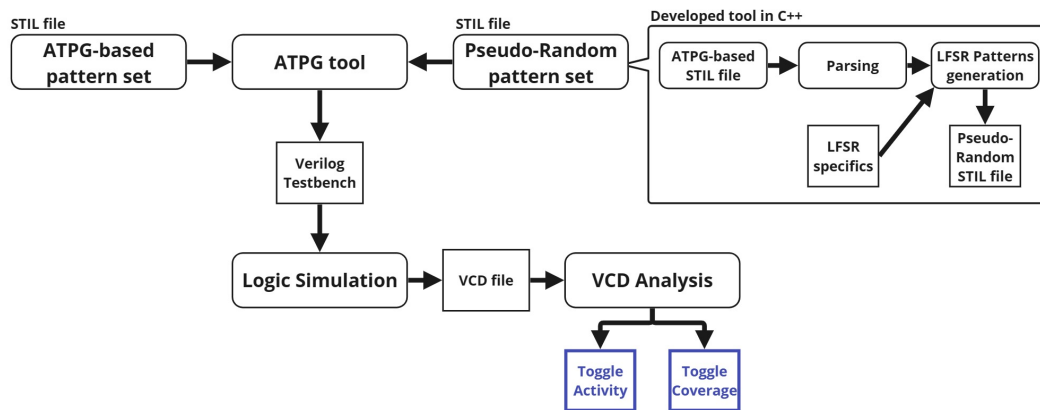 STIL file
ATPG-based
pattern set
ATPG tool
STIL file
Pseudo-Random
pattern set
Developed tool in C++
ATPG-based
STIL file
Parsing
LFSR Patterns
generation
LFSR
specifics
Pseudo-
Random
STIL file
Verilog
Testbench
Logic Simulation
VCD file
VCD Analysis
Toggle
Activity
Toggle
Coverage